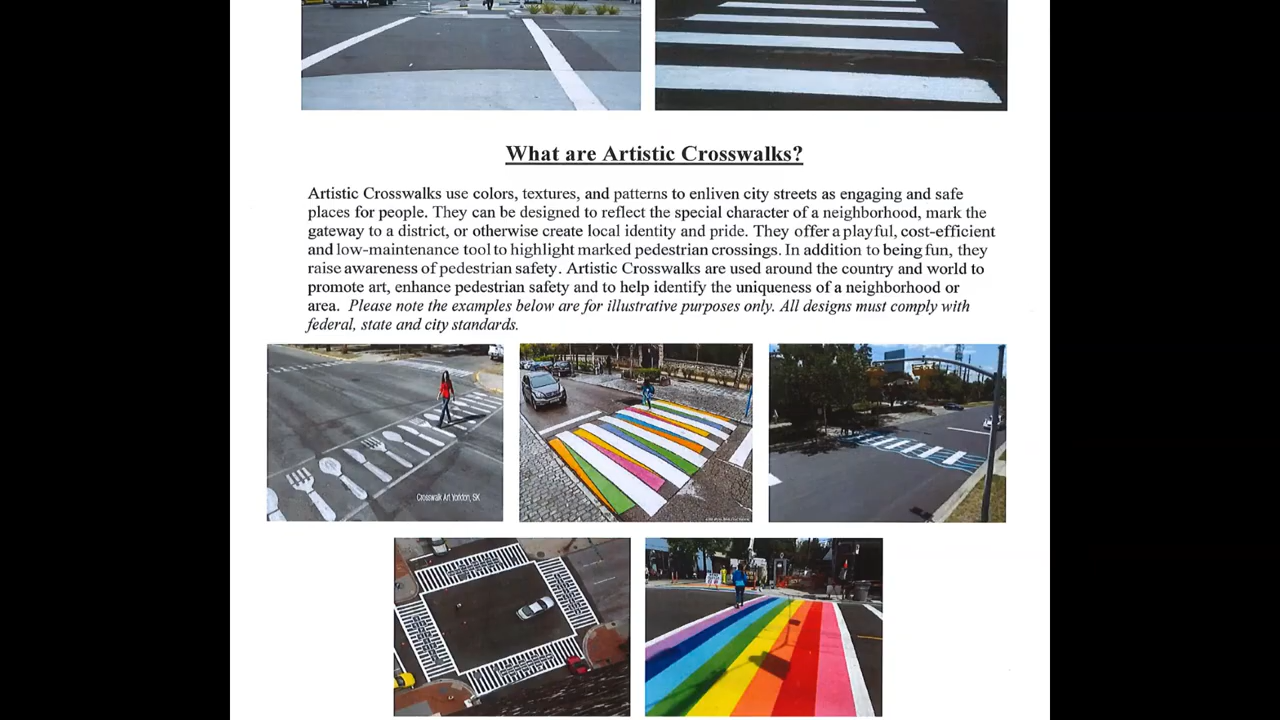 What are Artistic Crosswalks?
Artistic Crosswalks use colors, textures, and patterns to enliven city streets as engaging and safe
places for people. They can be designed to reflect the special character of a neighborhood, mark the
gateway to a district, or otherwise create local identity and pride. They offer a playful, cost-efficient
and low-maintenance tool to highlight marked pedestrian crossings. In addition to being fun, they
raise awareness of pedestrian safety. Artistic Crosswalks are used around the country and world to
promote art, enhance pedestrian safety and to help identify the uniqueness of a neighborhood or
area. Please note the examples below are for illustrative purposes only. All designs must comply with
federal, state and city standards.
Crosswalk Art Yorkton, SK